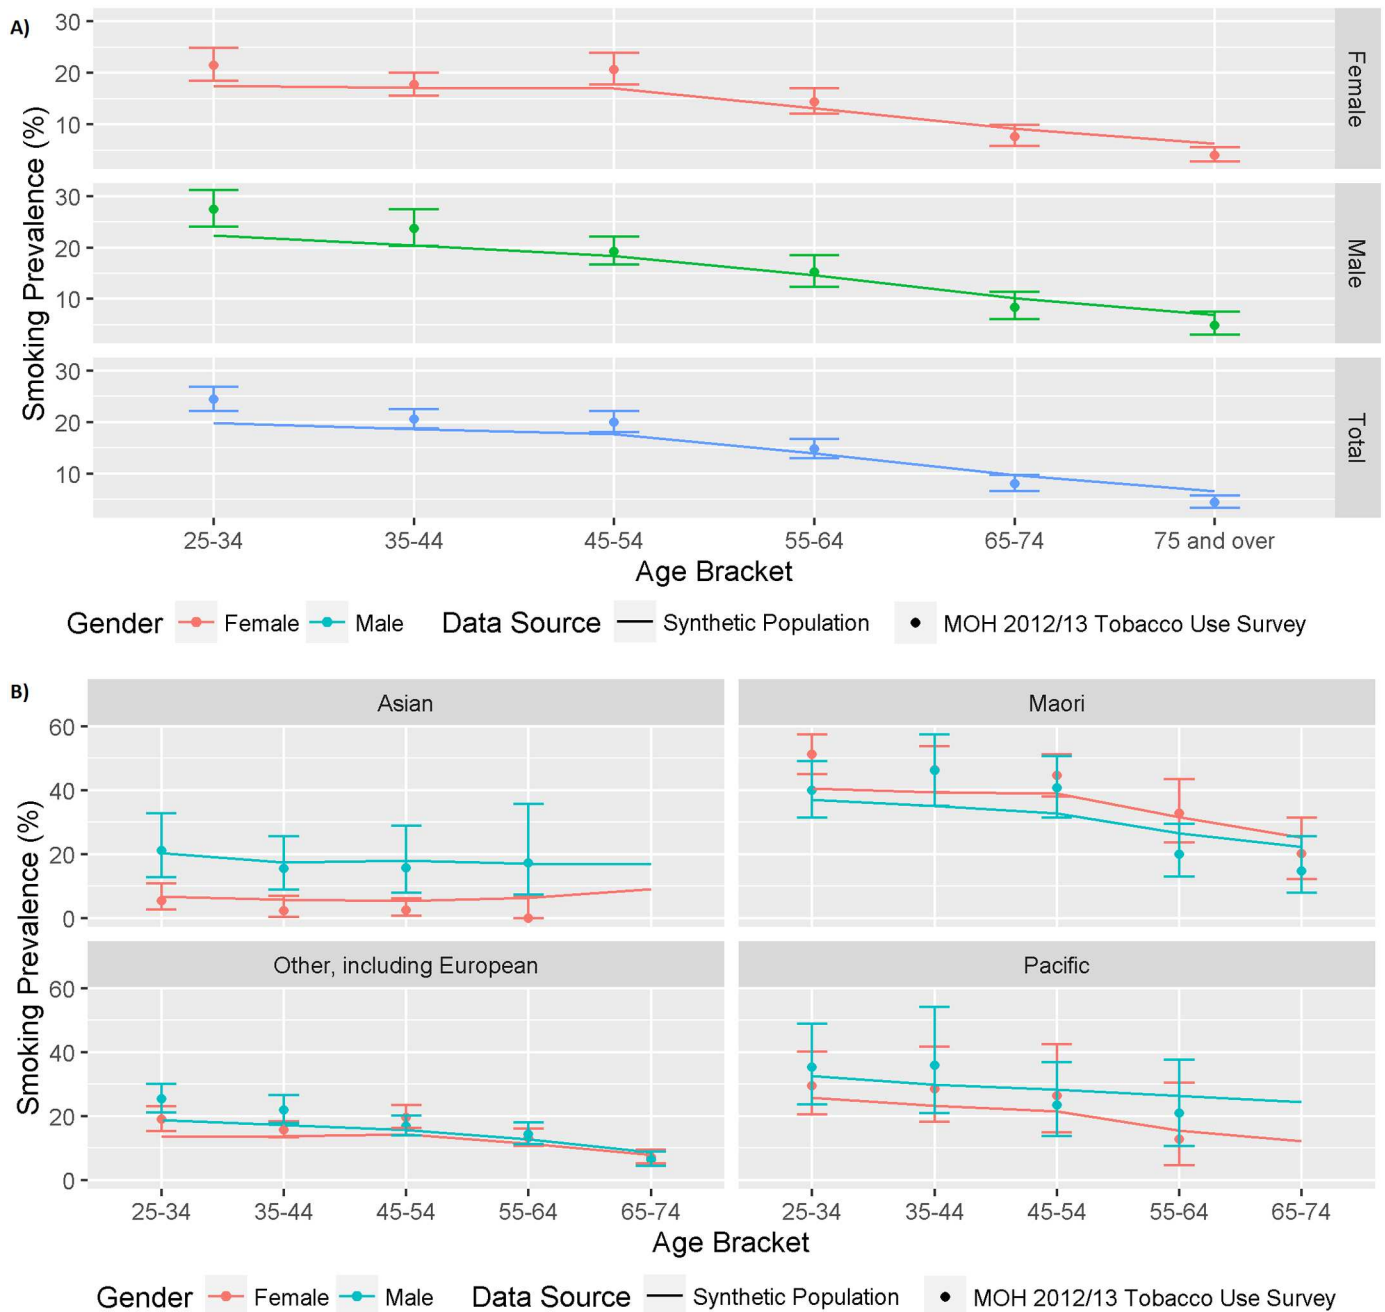 A)
Smoking Prevalence (%)
30
20
10
Female
30
20
10
Male
30
20
10
Total
25-34 35-44 45-54 55-64 65-74 75 and over
Age Bracket
Gender Female Male Data Source Synthetic Population MOH 2012/13 Tobacco Use Survey
B)
Asian Maori
Smoking Prevalence (%)
60
40
20
0
Other, including European Pacific
60
40
20
0
25-34 35-44 45-54 55-64 65-74 25-34 35-44 45-54 55-64 65-74
Age Bracket
Gender Female Male Data Source Synthetic Population MOH 2012/13 Tobacco Use Survey